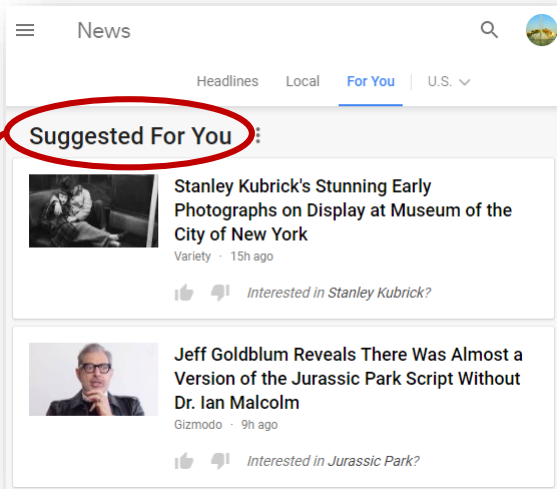 News
Headlines Local For You U.S.
Suggested For You
Stanley Kubrick's Stunning Early
Photographs on Display at Museum of the
City of New York
Variety · 15h ago
Interested in Stanley Kubrick?
Jeff Goldblum Reveals There Was Almost a
Version of the Jurassic Park Script Without
Dr. Ian Malcolm
Gizmodo · 9h ago
Interested in Jurassic Park?